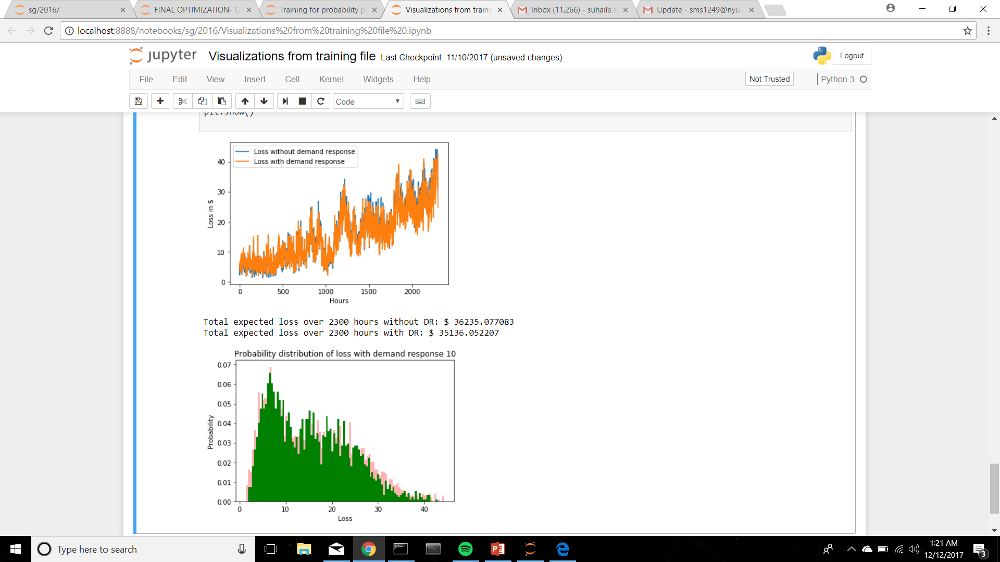 sg/2016/
FINAL OPTIMIZATION- O
Training for probability p
Visualizations from traini
Inbox (11,266) - suhaila.s
Update - sms1249@nyu.
localhost:8888/notebooks/sg/2016/Visualizations%20from%20training%20file%20.ipynb
jupyter Visualizations from training file Last Checkpoint: 11/10/2017 (unsaved changes)
Logout
File Edit View Insert Cell Kernel Widgets Help
Not Trusted
Python 3
Code
plt.show()
Loss without demand response
Loss with demand response
40
30
20
10
0
Loss in $
0 500 1000 1500 2000
Hours
Total expected loss over 2300 hours without DR: $ 36235.077083
Total expected loss over 2300 hours with DR: $ 35136.052207
Probability distribution of loss with demand response 10
0.07
0.06
0.05
0.04
0.03
0.02
0.01
0.00
Probability
0 10 20 30 40
Loss
Type here to search
1:21 AM
12/12/2017
3